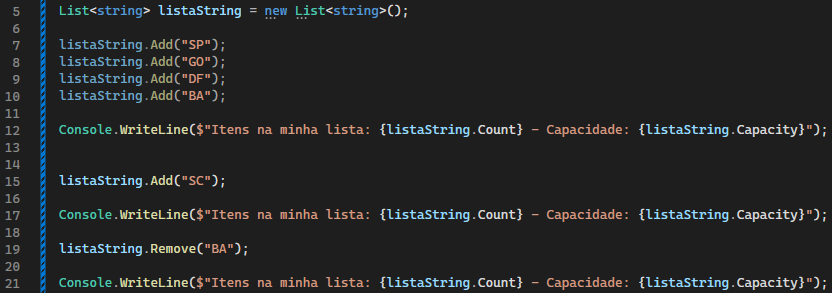 5 List<string> listaString = new List<string>();
6
7 listaString.Add("SP");
8 listaString.Add("GO");
9 listaString.Add("DF");
10 listaString.Add("BA");
11
12 Console.WriteLine($"Itens na minha lista: {listaString.Count} - Capacidade: {listaString.Capacity}");
13
14
15 listaString.Add("SC");
16
17 Console.WriteLine($"Itens na minha lista: {listaString.Count} - Capacidade: {listaString.Capacity}");
18
19 listaString.Remove("BA");
20
21 Console.WriteLine($"Itens na minha lista: {listaString.Count} - Capacidade: {listaString.Capacity}");